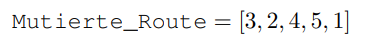 Mutierte_Route = [3, 2, 4, 5, 1]